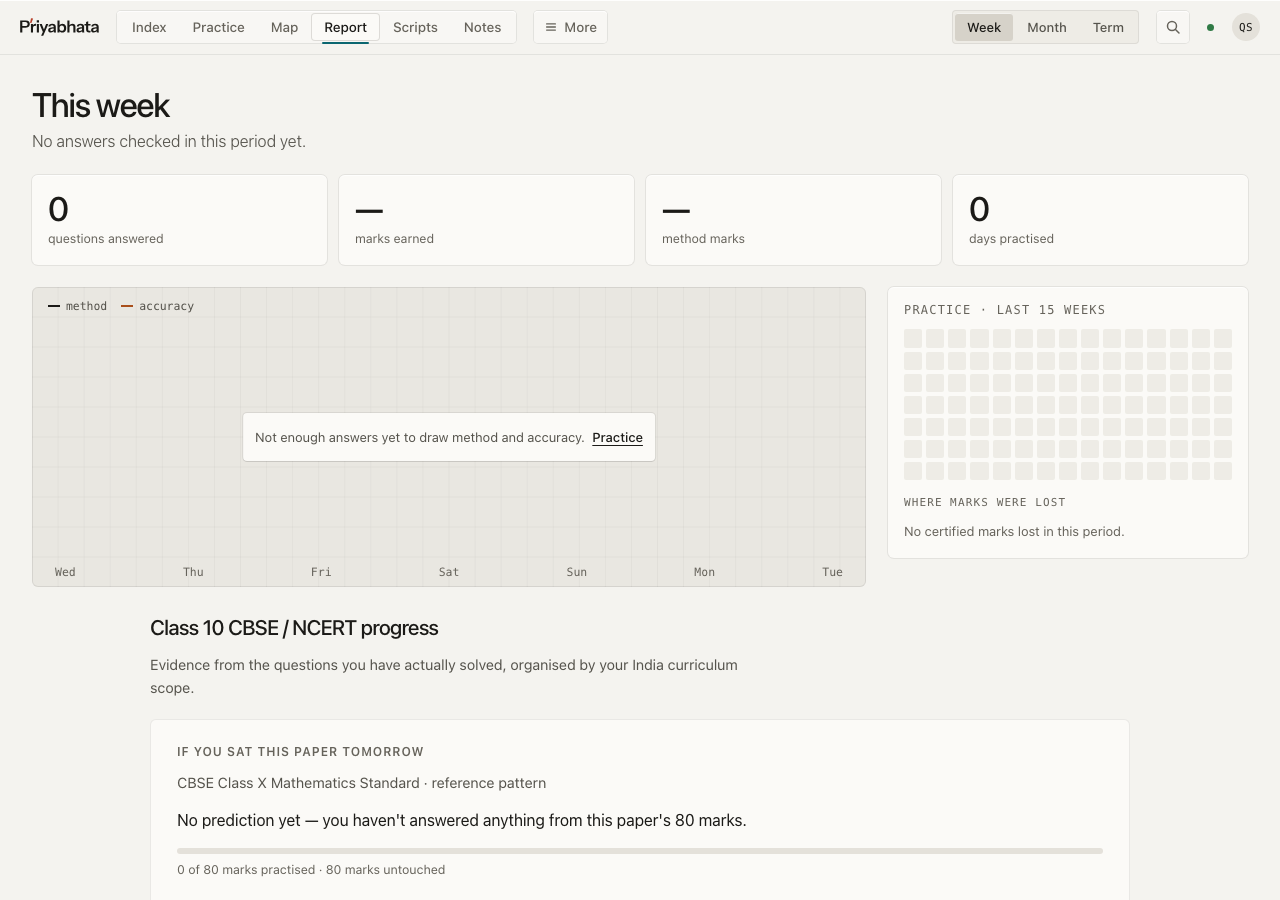 Priyabhata
Index Practice Map Report Scripts Notes More
Week Month Term QS
This week
No answers checked in this period yet.
0
questions answered
—
marks earned
—
method marks
0
days practised
method accuracy
Not enough answers yet to draw method and accuracy. Practice
Wed Thu Fri Sat Sun Mon Tue
PRACTICE · LAST 15 WEEKS
WHERE MARKS WERE LOST
No certified marks lost in this period.
Class 10 CBSE / NCERT progress
Evidence from the questions you have actually solved, organised by your India curriculum
scope.
IF YOU SAT THIS PAPER TOMORROW
CBSE Class X Mathematics Standard · reference pattern
No prediction yet — you haven't answered anything from this paper's 80 marks.
0 of 80 marks practised · 80 marks untouched